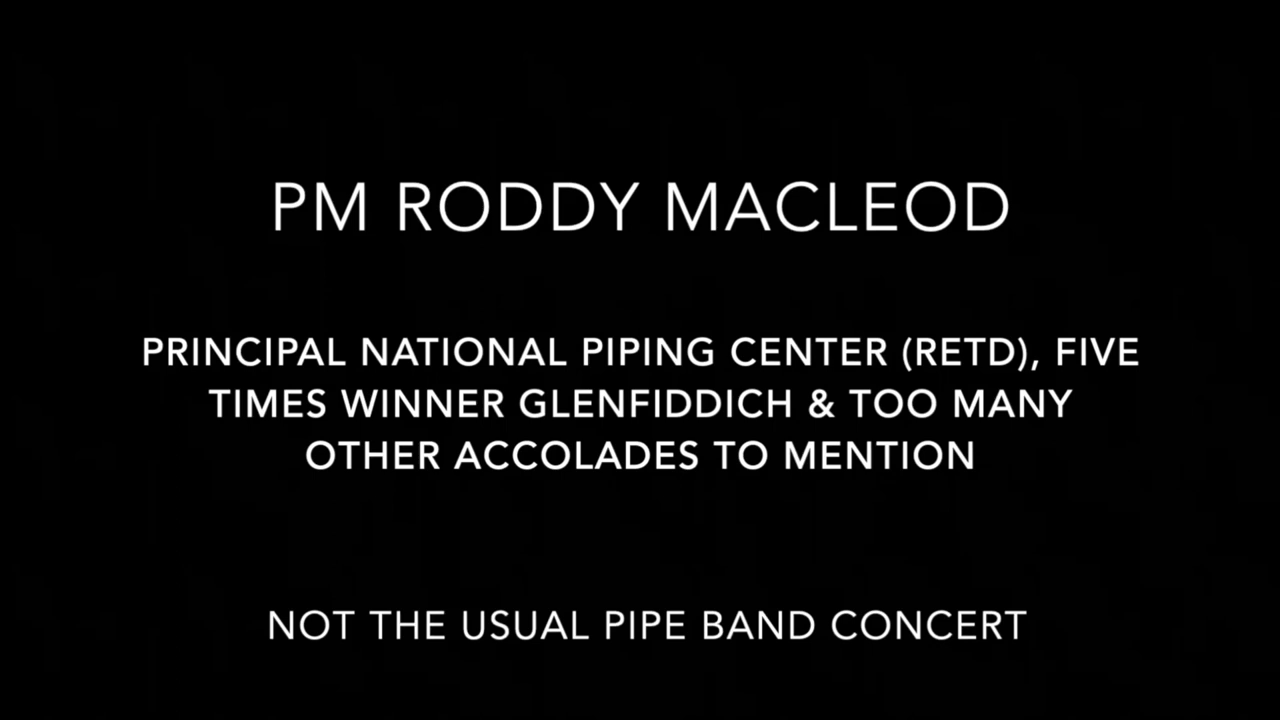 PM RODDY MACLEOD
PRINCIPAL NATIONAL PIPING CENTER (RETD), FIVE
TIMES WINNER GLENFIDDICH & TOO MANY
OTHER ACCOLADES TO MENTION
NOT THE USUAL PIPE BAND CONCERT